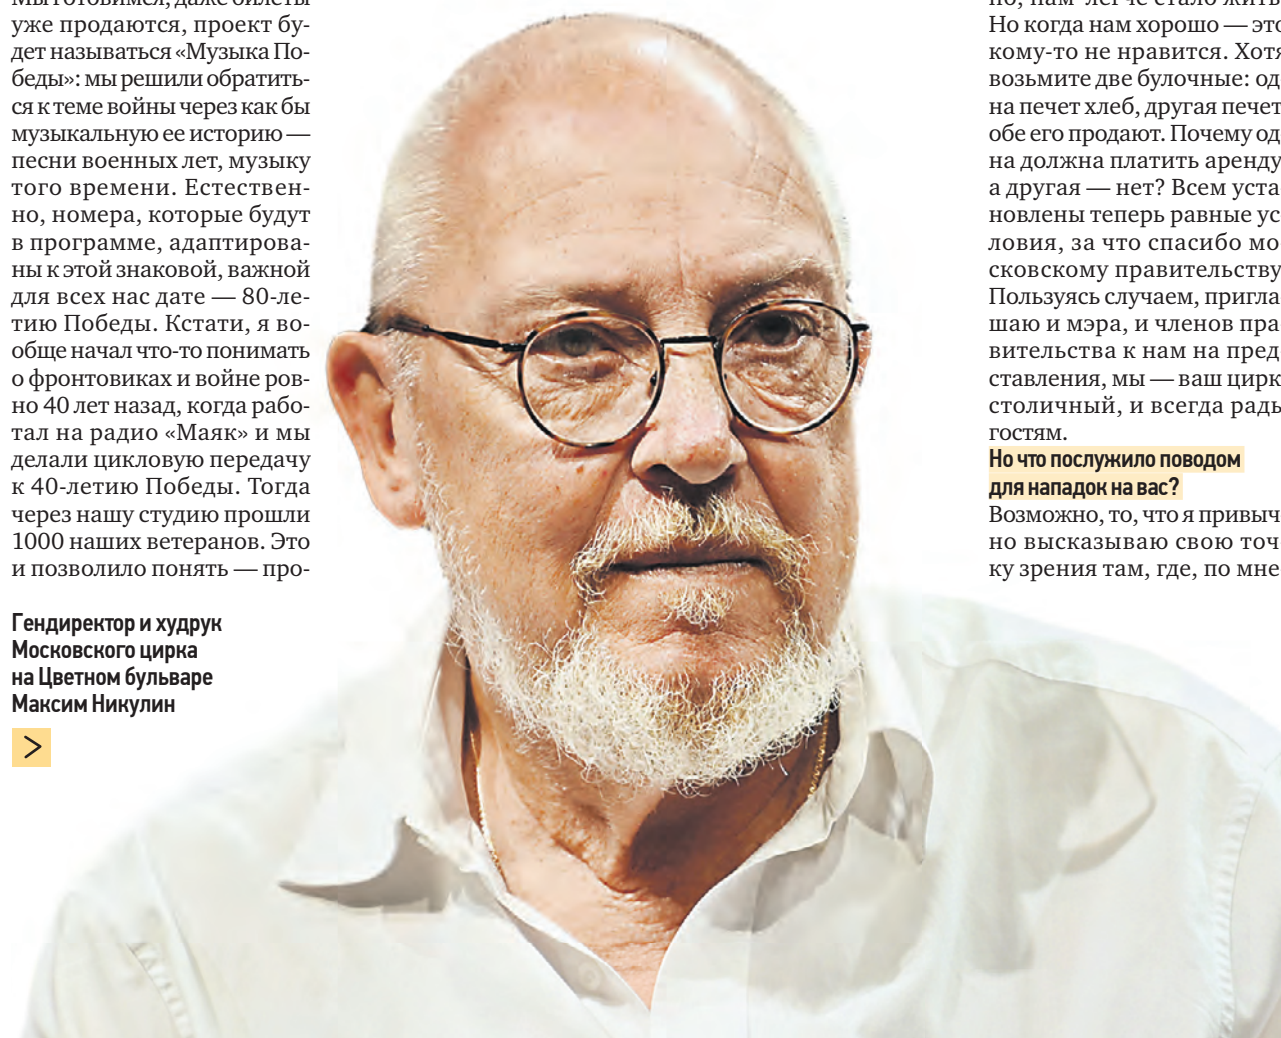 Мы готовимся, даже билеты
уже продаются, проект бу-
дет называться «Музыка По-
беды»: мы решили обратить-
ся к теме войны через как бы
музыкальную ее историю —
песни военных лет, музыку
того времени. Естествен-
но, номера, которые будут
в программе, адаптирова-
ны к этой знаковой, важной
для всех нас дате — 80-ле-
тию Победы. Кстати, я во-
обще начал что-то понимать
о фронтовиках и войне ров-
но 40 лет назад, когда рабо-
тал на радио «Маяк» и мы
делали цикловую передачу
к 40-летию Победы. Тогда
через нашу студию прошли
1000 наших ветеранов. Это
и позволило понять — про-
Гендиректор и худрук
Московского цирка
на Цветном бульваре
Максим Никулин
>
но, нам легче стало жить.
Но когда нам хорошо — это
кому-то не нравится. Хотя
возьмите две булочные: од
на печет хлеб, другая печет,
обе его продают. Почему од
на должна платить аренду,
а другая — нет? Всем уста
новлены теперь равные ус
ловия, за что спасибо мо
сковскому правительству.
Пользуясь случаем, пригла
шаю и мэра, и членов пра
вительства к нам на пред
ставления, мы — ваш цирк,
столичный, и всегда рады
гостям.
Но что послужило поводом
для нападок на вас?
Возможно, то, что я привыч
но высказываю свою точ
ку зрения там, где, по мне